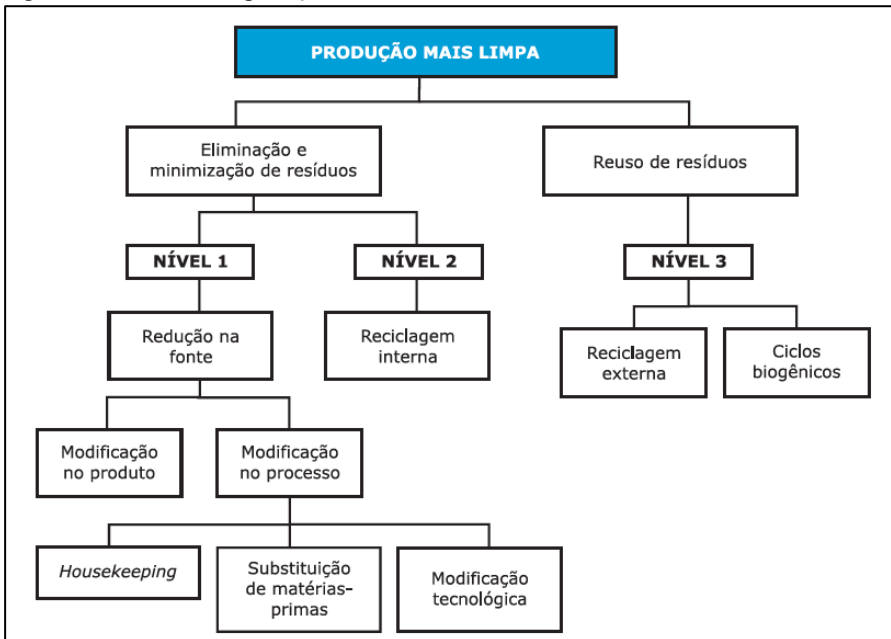 PRODUÇÃO MAIS LIMPA
Eliminação e
minimização de resíduos
Reuso de resíduos
NÍVEL 1
NÍVEL 2
NÍVEL 3
Redução na
fonte
Reciclagem
interna
Reciclagem
externa
Ciclos
biogênicos
Modificação
no produto
Modificação
no processo
Housekeeping
Substituição
de matérias-
primas
Modificação
tecnológica